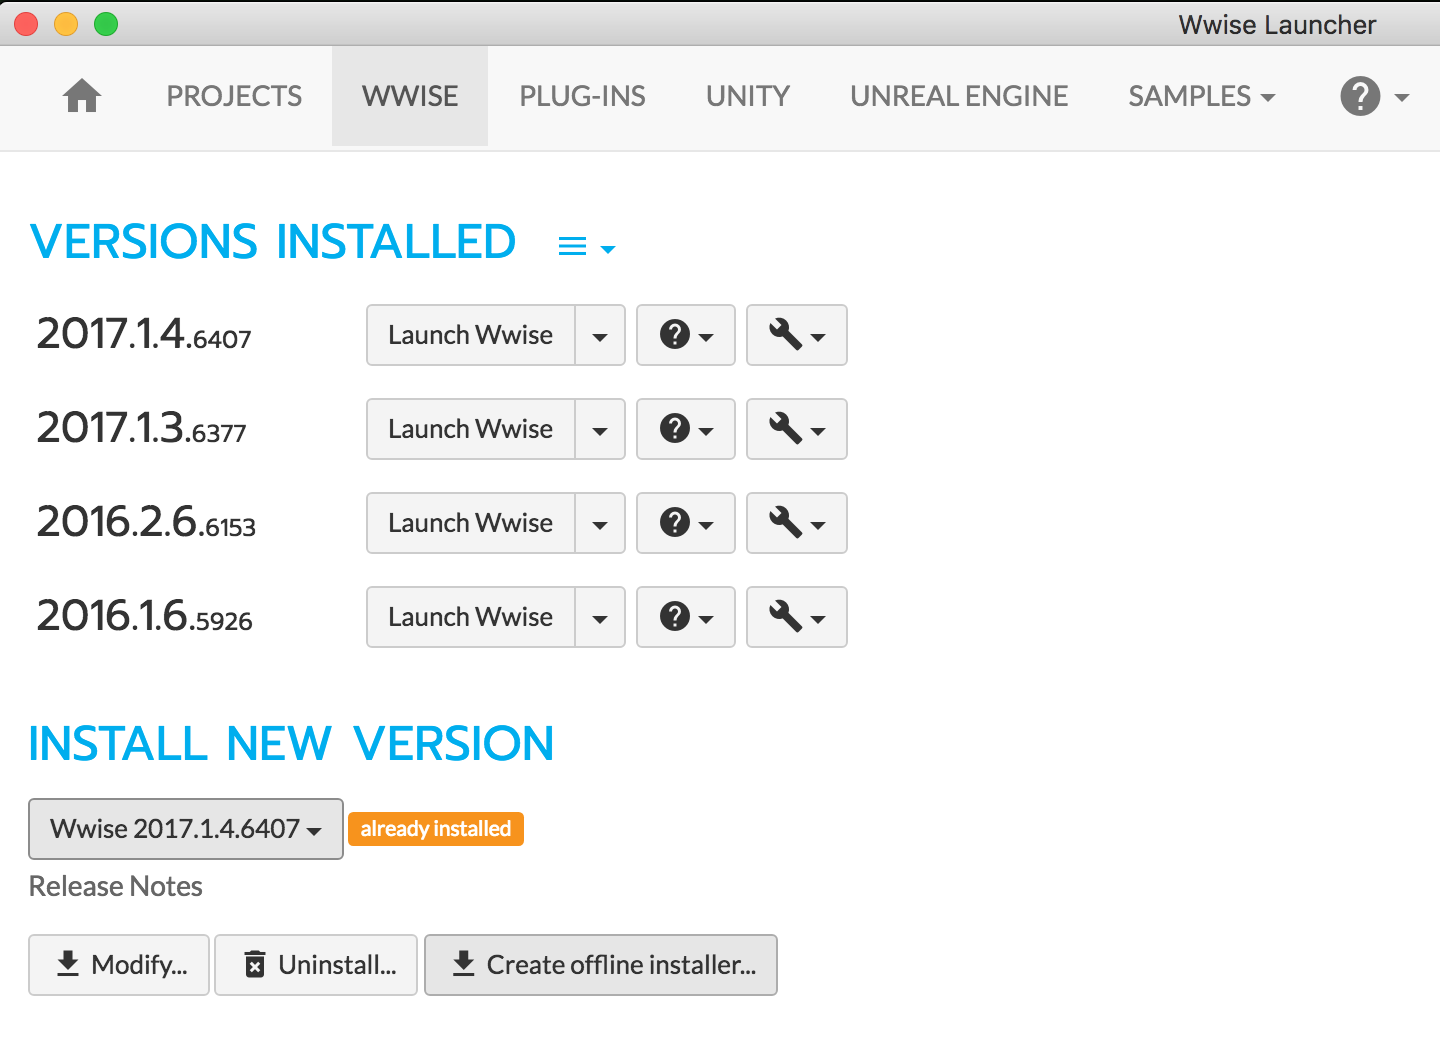 Wwise Launcher
PROJECTS WWISE PLUG-INS UNITY UNREAL ENGINE SAMPLES
VERSIONS INSTALLED
2017.1.4.6407 Launch Wwise
2017.1.3.6377 Launch Wwise
2016.2.6.6153 Launch Wwise
2016.1.6.5926 Launch Wwise
INSTALL NEW VERSION
Wwise 2017.1.4.6407 already installed
Release Notes
Modify... Uninstall... Create offline installer...